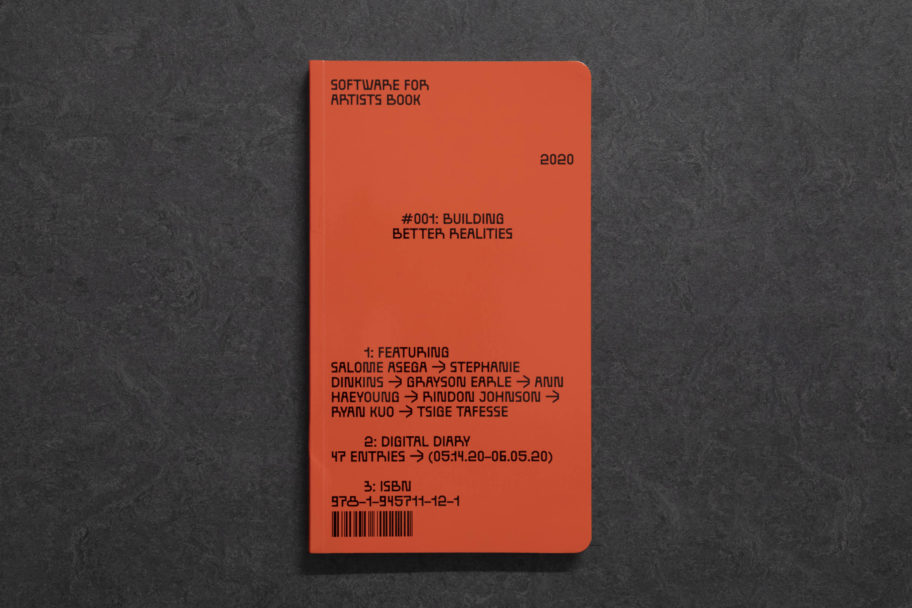 SOFTWARE FOR
ARTISTS BOOK
2020
#001: BUILDING
BETTER REALITIES
1: FEATURING
SALOME ASEGA → STEPHANIE
DINKINS → GRAYSON EARLE → ANN
HAEYOUNG → RINDON JOHNSON →
RYAN KUO → TSIGE TAFESSE
2: DIGITAL DIARY
47 ENTRIES → (05.14.20–06.05.20)
3: ISBN
978–1–945711–12–1